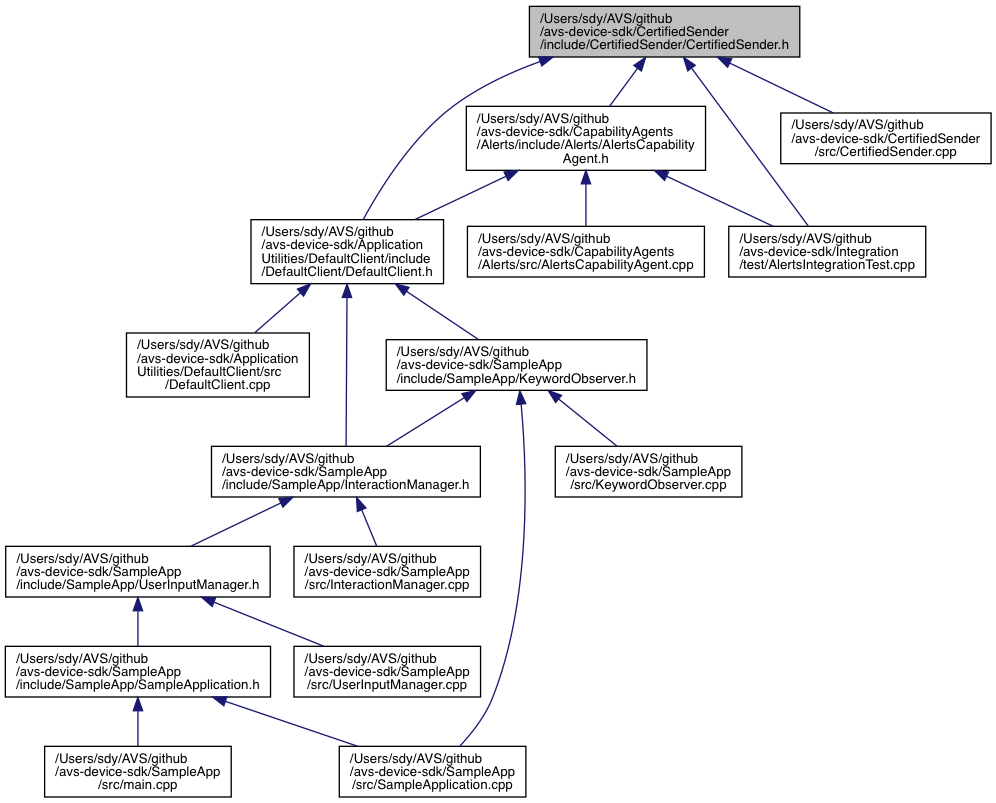 /Users/sdy/AVS/github
/avs-device-sdk/CertifiedSender
/include/CertifiedSender/CertifiedSender.h
/Users/sdy/AVS/github
/avs-device-sdk/CapabilityAgents
/Alerts/include/Alerts/AlertsCapability
Agent.h
/Users/sdy/AVS/github
/avs-device-sdk/CertifiedSender
/src/CertifiedSender.cpp
/Users/sdy/AVS/github
/avs-device-sdk/Application
Utilities/DefaultClient/include
/DefaultClient/DefaultClient.h
/Users/sdy/AVS/github
/avs-device-sdk/CapabilityAgents
/Alerts/src/AlertsCapabilityAgent.cpp
/Users/sdy/AVS/github
/avs-device-sdk/Integration
/test/AlertsIntegrationTest.cpp
/Users/sdy/AVS/github
/avs-device-sdk/Application
Utilities/DefaultClient/src
/DefaultClient.cpp
/Users/sdy/AVS/github
/avs-device-sdk/SampleApp
/include/SampleApp/KeywordObserver.h
/Users/sdy/AVS/github
/avs-device-sdk/SampleApp
/include/SampleApp/InteractionManager.h
/Users/sdy/AVS/github
/avs-device-sdk/SampleApp
/src/KeywordObserver.cpp
/Users/sdy/AVS/github
/avs-device-sdk/SampleApp
/include/SampleApp/UserInputManager.h
/Users/sdy/AVS/github
/avs-device-sdk/SampleApp
/src/InteractionManager.cpp
/Users/sdy/AVS/github
/avs-device-sdk/SampleApp
/include/SampleApp/SampleApplication.h
/Users/sdy/AVS/github
/avs-device-sdk/SampleApp
/src/UserInputManager.cpp
/Users/sdy/AVS/github
/avs-device-sdk/SampleApp
/src/main.cpp
/Users/sdy/AVS/github
/avs-device-sdk/SampleApp
/src/SampleApplication.cpp